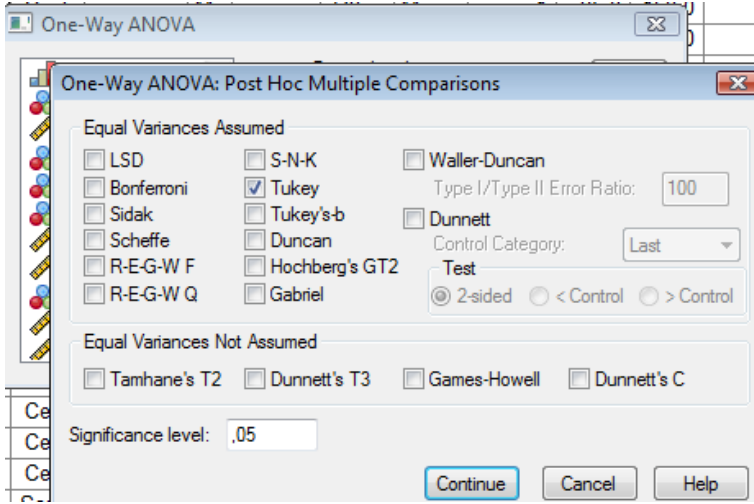 One-Way ANOVA
One-Way ANOVA: Post Hoc Multiple Comparisons
Equal Variances Assumed
LSD S-N-K Waller-Duncan
Bonferroni Tukey Type I/Type II Error Ratio: 100
Sidak Tukey's-b Dunnett
Scheffe Duncan Control Category: Last
R-E-G-W F Hochberg's GT2 Test
R-E-G-W Q Gabriel 2-sided < Control > Control
Equal Variances Not Assumed
Tamhane's T2 Dunnett's T3 Games-Howell Dunnett's C
Ce
Significance level: ,05
Ce
Ce
Continue Cancel Help